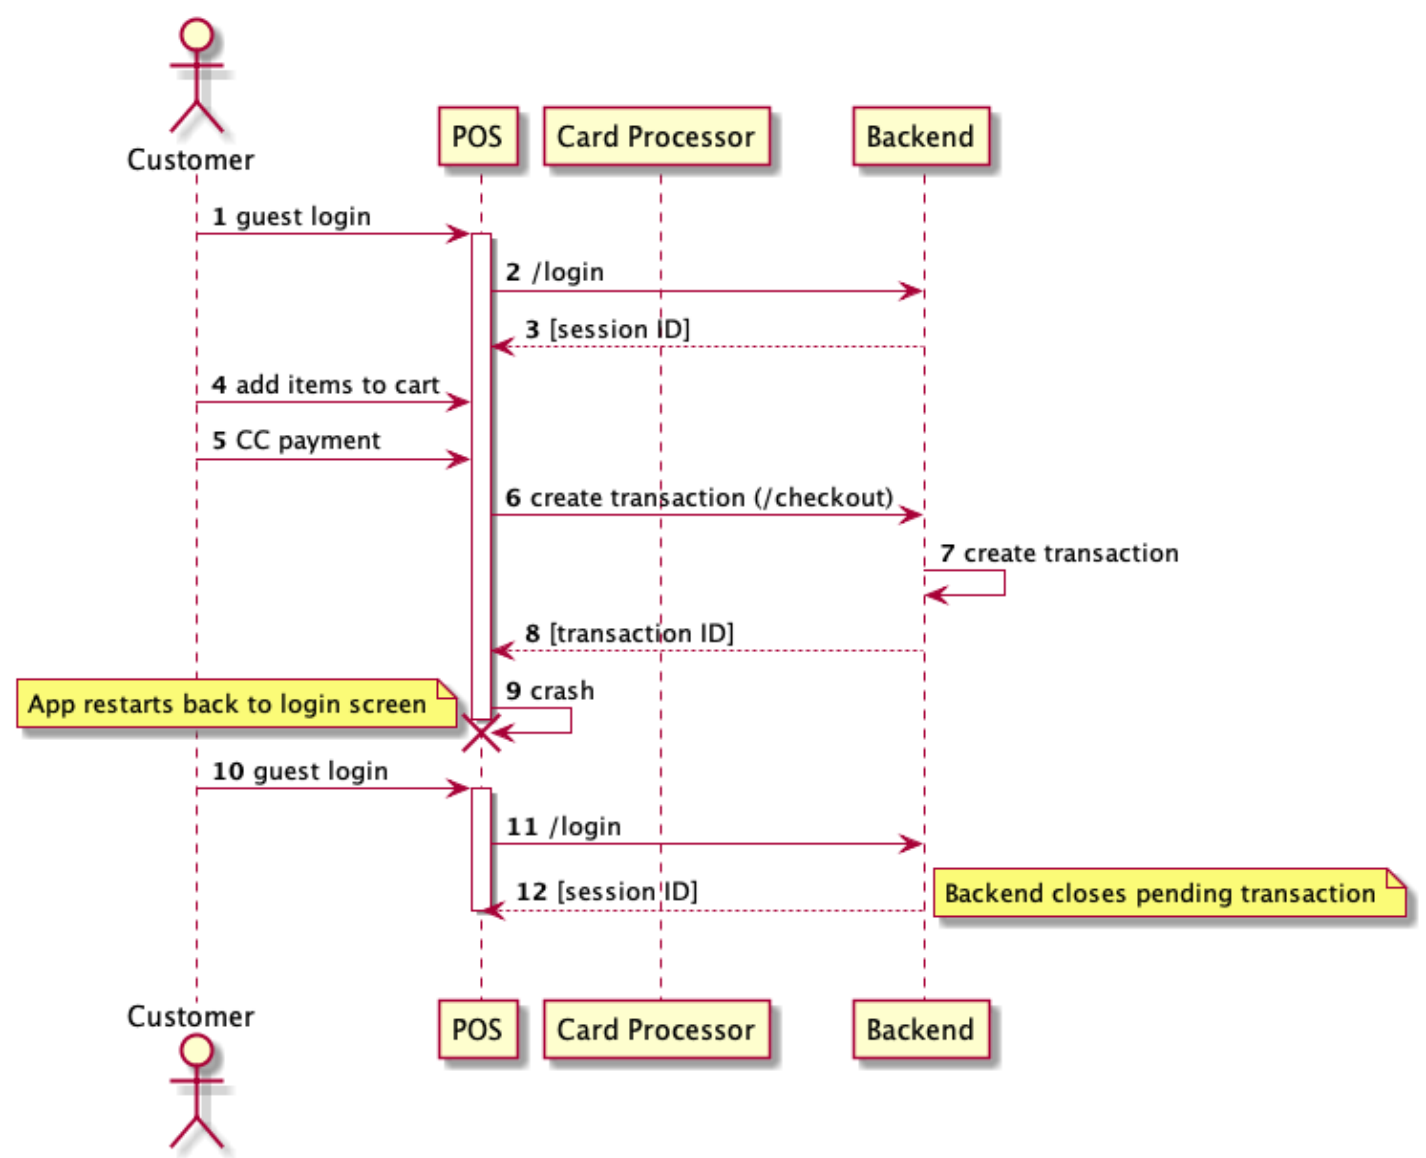 Customer
POS
Card Processor
Backend
1 guest login
2 /login
3 [session ID]
4 add items to cart
5 CC payment
6 create transaction (/checkout)
7 create transaction
8 [transaction ID]
9 crash
App restarts back to login screen
10 guest login
11 /login
12 [session ID]
Backend closes pending transaction
Customer
POS
Card Processor
Backend